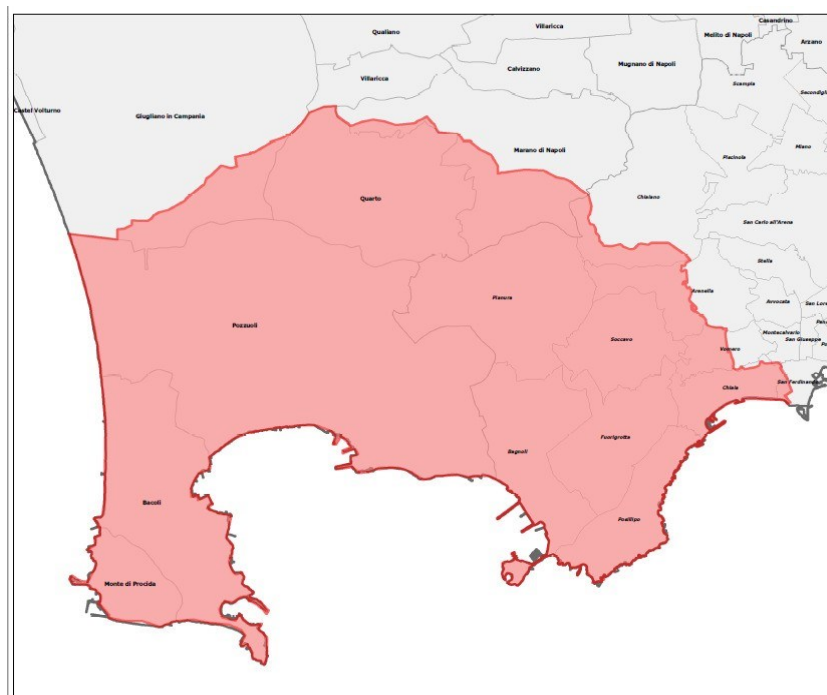 Casandrino
Villaricca
Qualiano
Melito di Napoli
Arzano
Mugnano di Napoli
Calvizzano
Villaricca
Scampia
Secondigl
Castel Volturno
Giugliano in Campania
Marano di Napoli
Miano
Piscinola
Chiaiano
Quarto
San Carlo all'Arena
Stella
Arenella
Pianura
Avvocata
San Lore
Pozzuoli
Montecalvario
San Giuseppe
Soccavo
Vomero
Chiaia
San Ferdinando
Fuorigrotta
Bagnoli
Bacoli
Posillipo
Monte di Procida